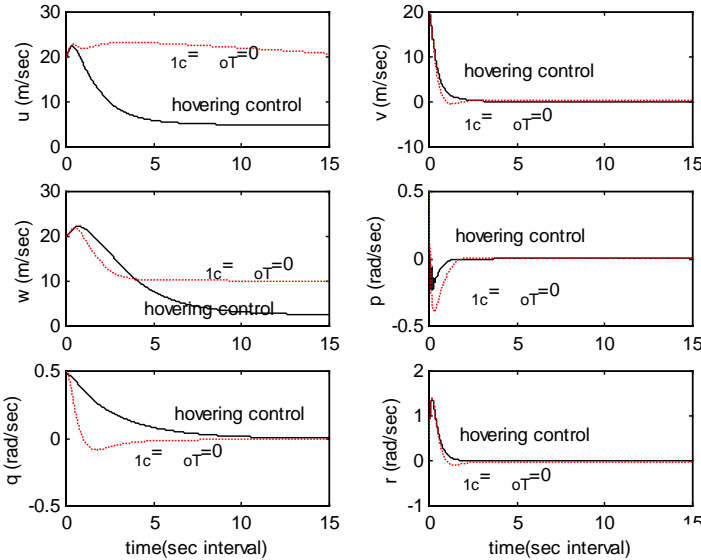 30
20
10
0
u (m/sec)
1c= oT=0
hovering control
0 5 10 15
20
10
0
-10
v (m/sec)
hovering control
1c= oT=0
0 5 10 15
30
20
10
0
w (m/sec)
1c= oT=0
hovering control
0 5 10 15
0.5
0
-0.5
p (rad/sec)
hovering control
1c= oT=0
0 5 10 15
0.5
0
-0.5
q (rad/sec)
hovering control
1c= oT=0
0 5 10 15
time(sec interval)
2
1
0
-1
r (rad/sec)
hovering control
1c= oT=0
0 5 10 15
time(sec interval)